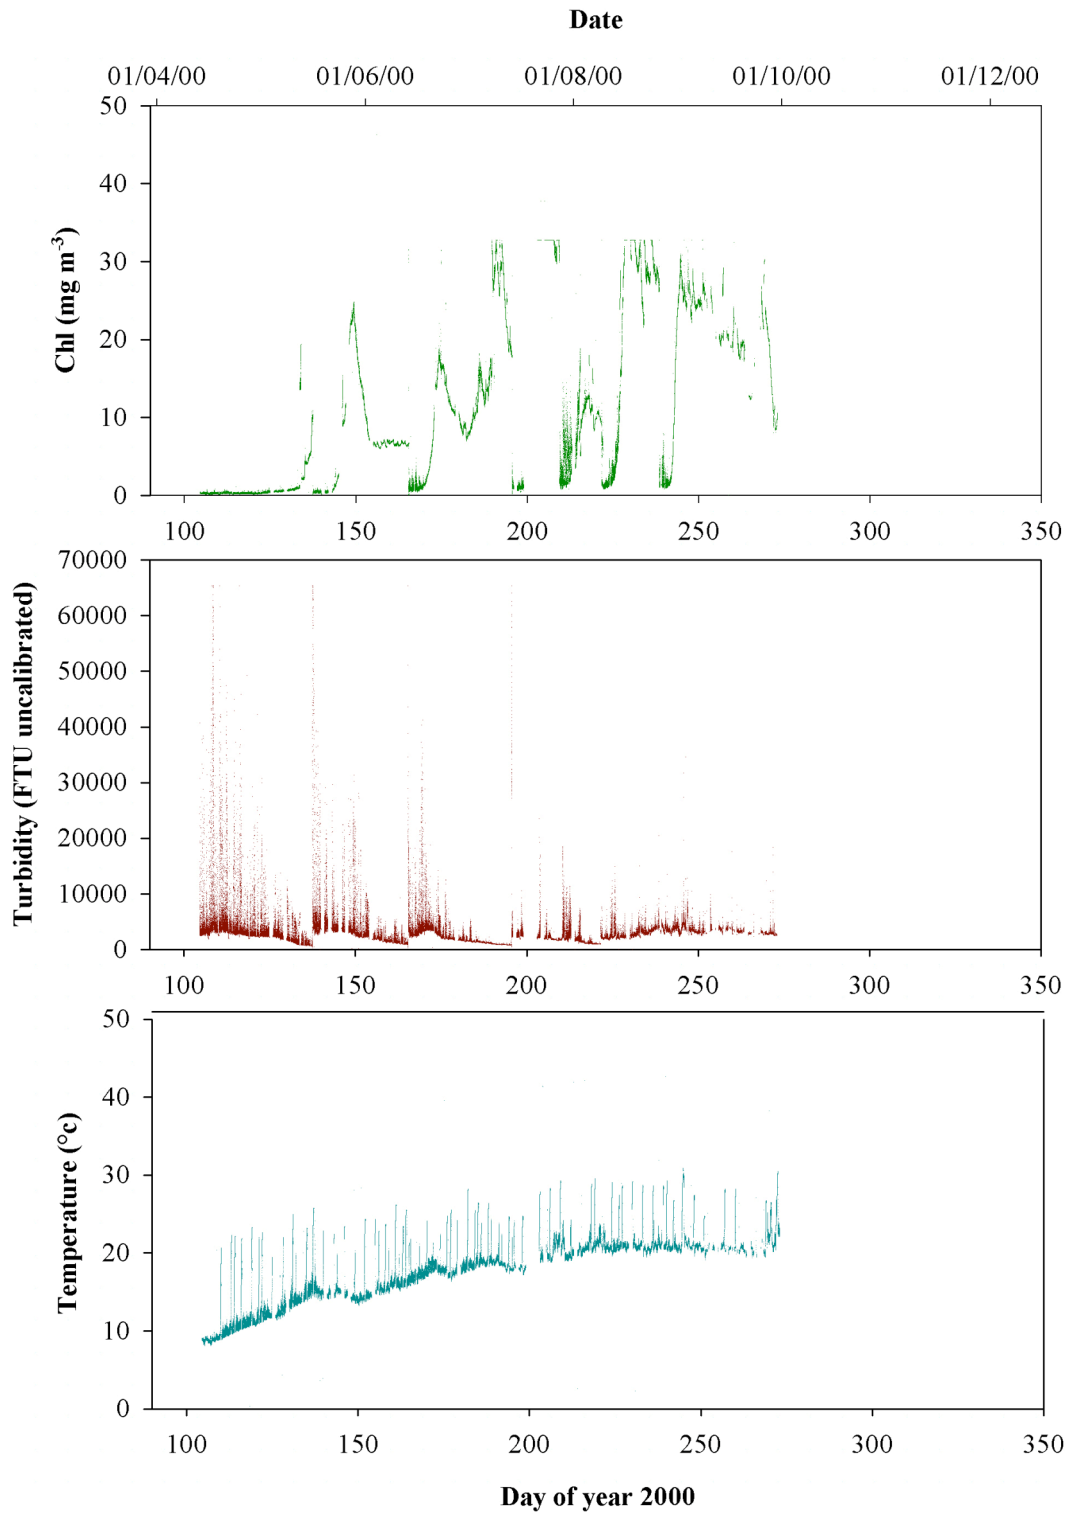 Date
01/04/00 01/06/00 01/08/00 01/10/00 01/12/00
50
40
30
20
10
0
Chl (mg m-3)
100 150 200 250 300 350
70000
60000
50000
40000
30000
20000
10000
0
Turbidity (FTU uncalibrated)
100 150 200 250 300 350
50
40
30
20
10
0
Temperature (°c)
100 150 200 250 300 350
Day of year 2000